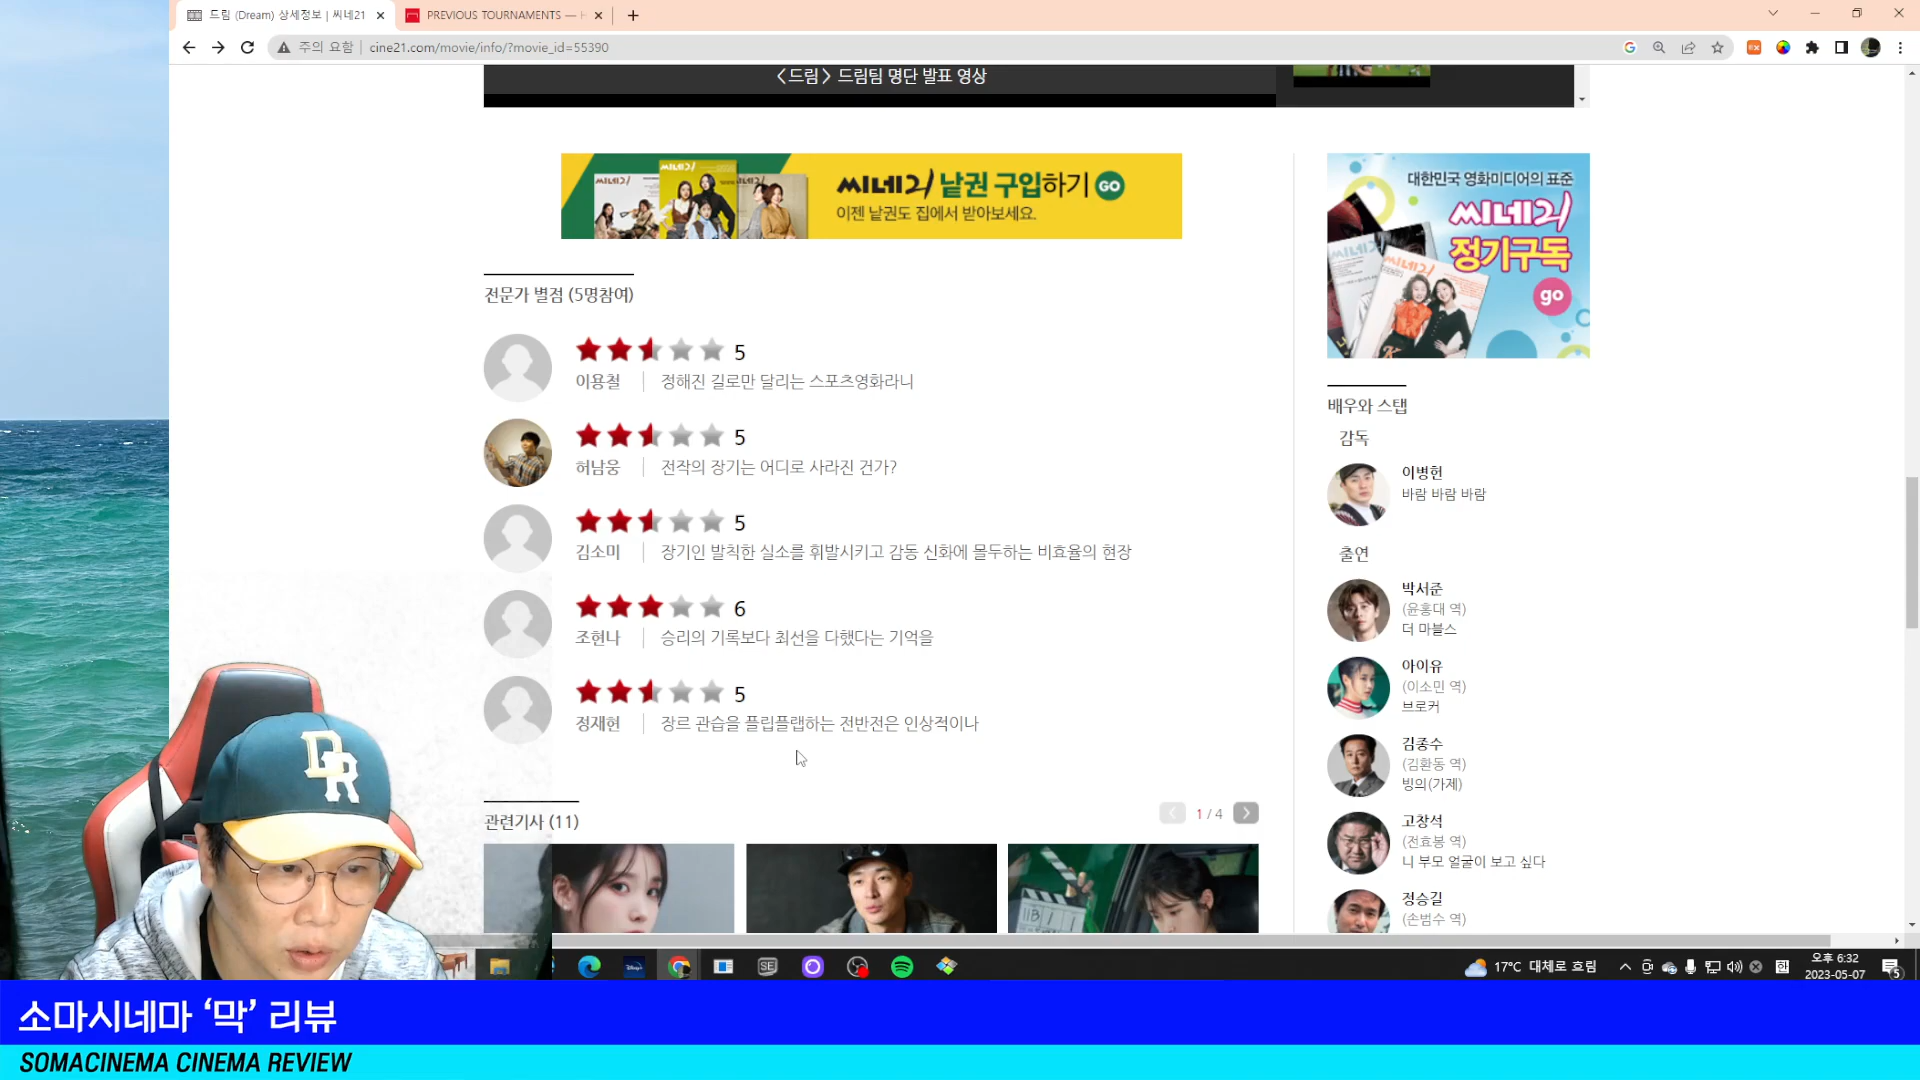 드림 (Dream) 상세정보 | 씨네21
PREVIOUS TOURNAMENTS —
주의 요함
cine21.com/movie/info/?movie_id=55390
<드림> 드림팀 명단 발표 영상
씨네21 낱권 구입하기 GO
이젠 낱권도 집에서 받아보세요.
대한민국 영화미디어의 표준
씨네21
정기구독
go
전문가 별점 (5명참여)
5
이용철
정해진 길로만 달리는 스포츠영화라니
5
허남웅
전작의 장기는 어디로 사라진 건가?
5
김소미
장기인 발칙한 실소를 휘발시키고 감동 신화에 몰두하는 비효율의 현장
6
조현나
승리의 기록보다 최선을 다했다는 기억을
5
정재현
장르 관습을 플립플랩하는 전반전은 인상적이나
관련기사 (11)
1 / 4
배우와 스탭
감독
이병헌
바람 바람 바람
출연
박서준
(윤홍대 역)
더 마블스
아이유
(이소민 역)
브로커
김종수
(김환동 역)
빙의(가제)
고창석
(전효봉 역)
니 부모 얼굴이 보고 싶다
정승길
(손범수 역)
DR
SE
17°C 대체로 흐림
한
오후 6:32
2023-05-07
5
소마시네마 ‘막’ 리뷰
SOMACINEMA CINEMA REVIEW